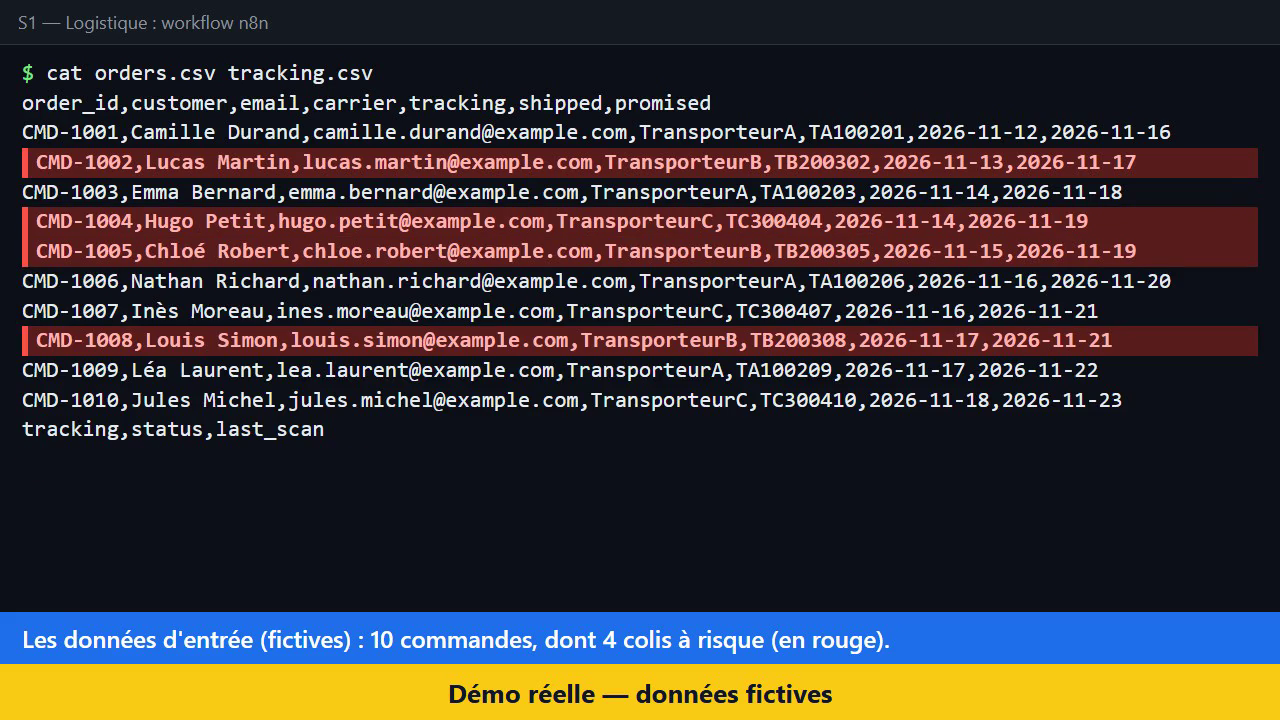 S1 — Logistique : workflow n8n
$ cat orders.csv tracking.csv
order_id,customer,email,carrier,tracking,shipped,promised
CMD-1001,Camille Durand,camille.durand@example.com,TransporteurA,TA100201,2026-11-12,2026-11-16
CMD-1002,Lucas Martin,lucas.martin@example.com,TransporteurB,TB200302,2026-11-13,2026-11-17
CMD-1003,Emma Bernard,emma.bernard@example.com,TransporteurA,TA100203,2026-11-14,2026-11-18
CMD-1004,Hugo Petit,hugo.petit@example.com,TransporteurC,TC300404,2026-11-14,2026-11-19
CMD-1005,Chloé Robert,chloe.robert@example.com,TransporteurB,TB200305,2026-11-15,2026-11-19
CMD-1006,Nathan Richard,nathan.richard@example.com,TransporteurA,TA100206,2026-11-16,2026-11-20
CMD-1007,Inès Moreau,ines.moreau@example.com,TransporteurC,TC300407,2026-11-16,2026-11-21
CMD-1008,Louis Simon,louis.simon@example.com,TransporteurB,TB200308,2026-11-17,2026-11-21
CMD-1009,Léa Laurent,lea.laurent@example.com,TransporteurA,TA100209,2026-11-17,2026-11-22
CMD-1010,Jules Michel,jules.michel@example.com,TransporteurC,TC300410,2026-11-18,2026-11-23
tracking,status,last_scan
Les données d'entrée (fictives) : 10 commandes, dont 4 colis à risque (en rouge).
Démo réelle — données fictives